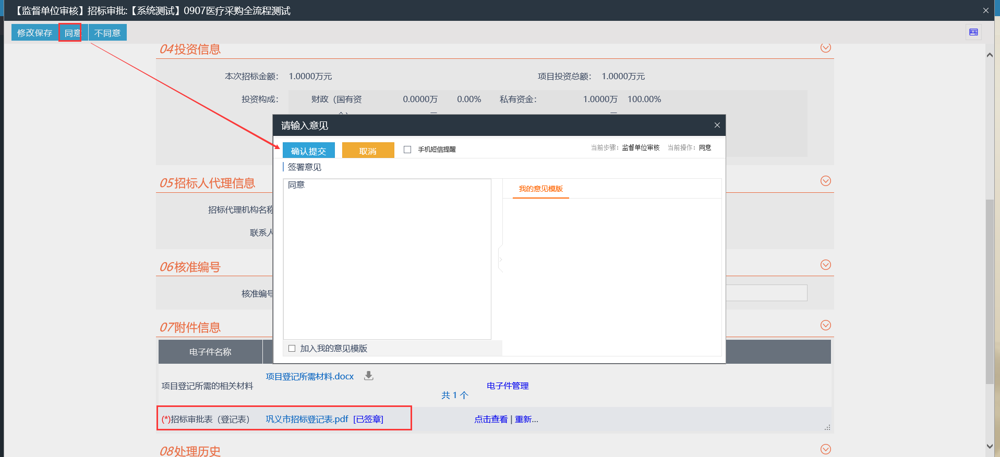 【监督单位审核】招标审批:【系统测试】0907医疗采购全流程测试
修改保存 同意 不同意
04投资信息
本次招标金额： 1.0000万元 项目投资总额： 1.0000万元
投资构成： 财政（国有资 0.0000万 0.00% 私有资金： 1.0000万 100.00%
请输入意见
确认提交 取消 手机短信提醒 当前步骤：监督单位审核 当前操作：同意
签署意见
同意
我的意见模版
加入我的意见模版
05招标人代理信息
招标代理机构名称
联系人
06核准编号
核准编号
07附件信息
电子件名称
项目登记所需的相关材料 项目登记所需材料.docx
共 1 个
电子件管理
(*)招标审批表（登记表） 巩义市招标登记表.pdf [已签章] 点击查看 | 重新...
08处理历史